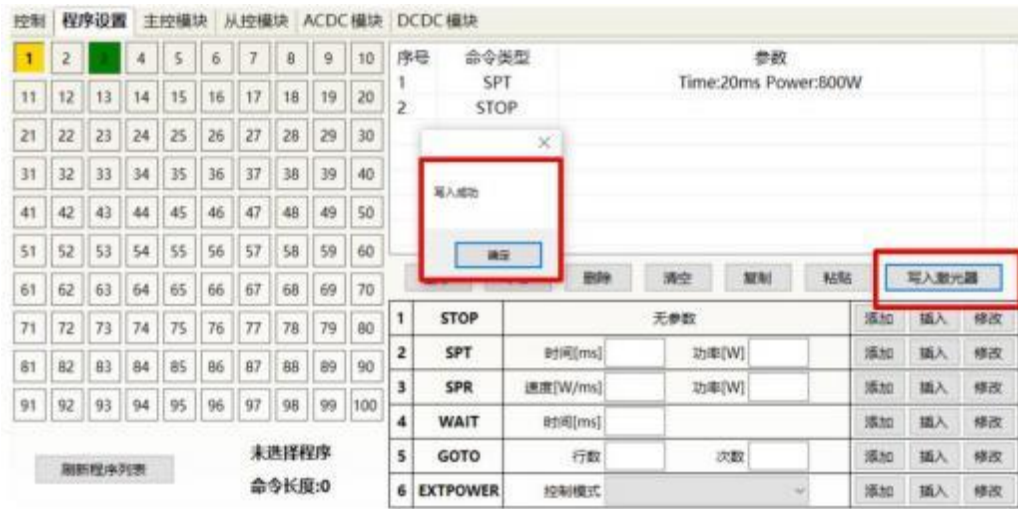 控制 程序设置 主控模块 从控模块 ACDC模块 DCDC模块
1 2 3 4 5 6 7 8 9 10
11 12 13 14 15 16 17 18 19 20
21 22 23 24 25 26 27 28 29 30
31 32 33 34 35 36 37 38 39 40
41 42 43 44 45 46 47 48 49 50
51 52 53 54 55 56 57 58 59 60
61 62 63 64 65 66 67 68 69 70
71 72 73 74 75 76 77 78 79 80
81 82 83 84 85 86 87 88 89 90
91 92 93 94 95 96 97 98 99 100
刷新程序列表
未选择程序
命令长度:0
序号 命令类型 参数
1 SPT Time:20ms Power:800W
2 STOP
写入成功
确定
删除 清空 复制 粘贴 写入激光器
1 STOP 无参数 添加 插入 修改
2 SPT 时间[ms] 功率[W] 添加 插入 修改
3 SPR 速度[W/ms] 功率[W] 添加 插入 修改
4 WAIT 时间[ms] 添加 插入 修改
5 GOTO 行数 次数 添加 插入 修改
6 EXTPOWER 控制模式 添加 插入 修改